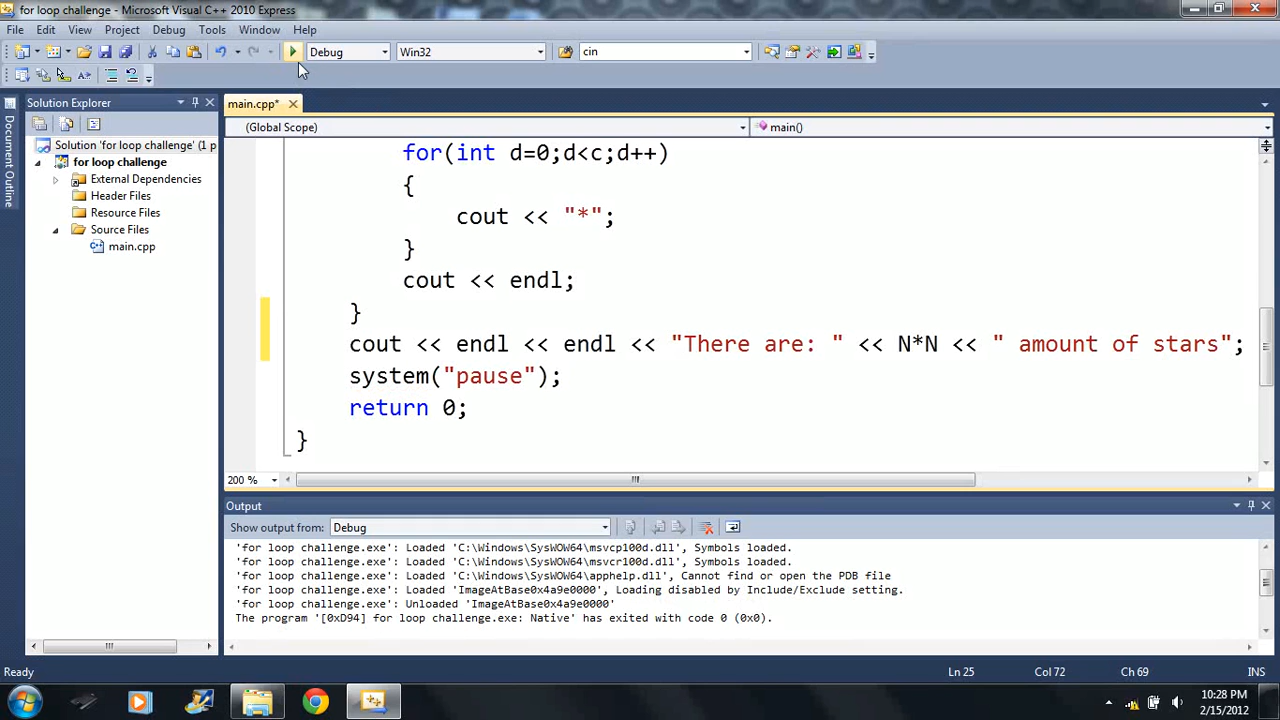 for loop challenge - Microsoft Visual C++ 2010 Express
File Edit View Project Debug Tools Window Help
Debug Win32 cin
Document Outline
Solution Explorer
Solution 'for loop challenge' (1 p
for loop challenge
External Dependencies
Header Files
Resource Files
Source Files
main.cpp
main.cpp*
(Global Scope) main()
for(int d=0;d<c;d++)
{
cout << "*";
}
cout << endl;
}
cout << endl << endl << "There are: " << N*N << " amount of stars";
system("pause");
return 0;
}
200 %
Output
Show output from: Debug
'for loop challenge.exe': Loaded 'C:\Windows\SysWOW64\msvcp100d.dll', Symbols loaded.
'for loop challenge.exe': Loaded 'C:\Windows\SysWOW64\msvcr100d.dll', Symbols loaded.
'for loop challenge.exe': Loaded 'C:\Windows\SysWOW64\apphelp.dll', Cannot find or open the PDB file
'for loop challenge.exe': Loaded 'ImageAtBase0x4a9e0000', Loading disabled by Include/Exclude setting.
'for loop challenge.exe': Unloaded 'ImageAtBase0x4a9e0000'
The program '[0xD94] for loop challenge.exe: Native' has exited with code 0 (0x0).
Ready Ln 25 Col 72 Ch 69 INS
10:28 PM
2/15/2012